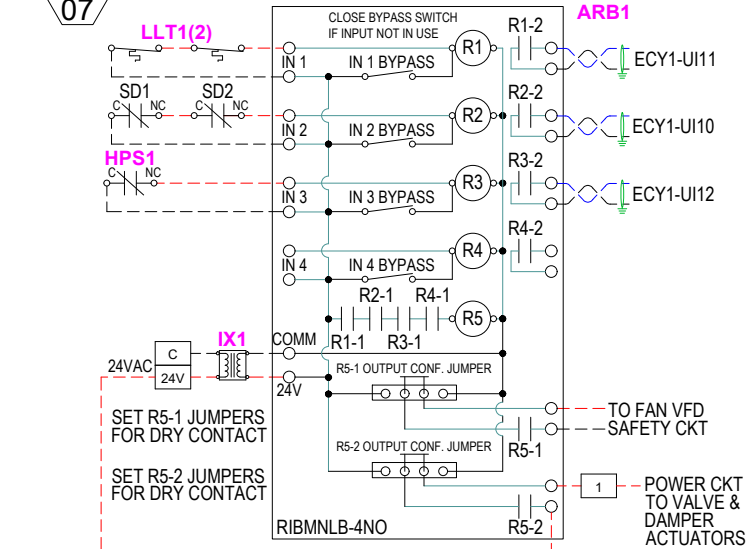 07
CLOSE BYPASS SWITCH
IF INPUT NOT IN USE
ARB1
LLT1(2)
R1
R1-2
IN 1
IN 1 BYPASS
ECY1-UI11
SD1
SD2
C
NC
C
NC
R2
R2-2
IN 2
IN 2 BYPASS
ECY1-UI10
HPS1
C
NC
R3
R3-2
IN 3
IN 3 BYPASS
ECY1-UI12
R4
R4-2
IN 4
IN 4 BYPASS
R2-1
R4-1
R5
R1-1
R3-1
IX1
COMM
24VAC
C
24V
24V
R5-1 OUTPUT CONF. JUMPER
SET R5-1 JUMPERS
FOR DRY CONTACT
TO FAN VFD
SAFETY CKT
R5-1
R5-2 OUTPUT CONF. JUMPER
SET R5-2 JUMPERS
FOR DRY CONTACT
1
POWER CKT
TO VALVE &
DAMPER
ACTUATORS
R5-2
RIBMNLB-4NO